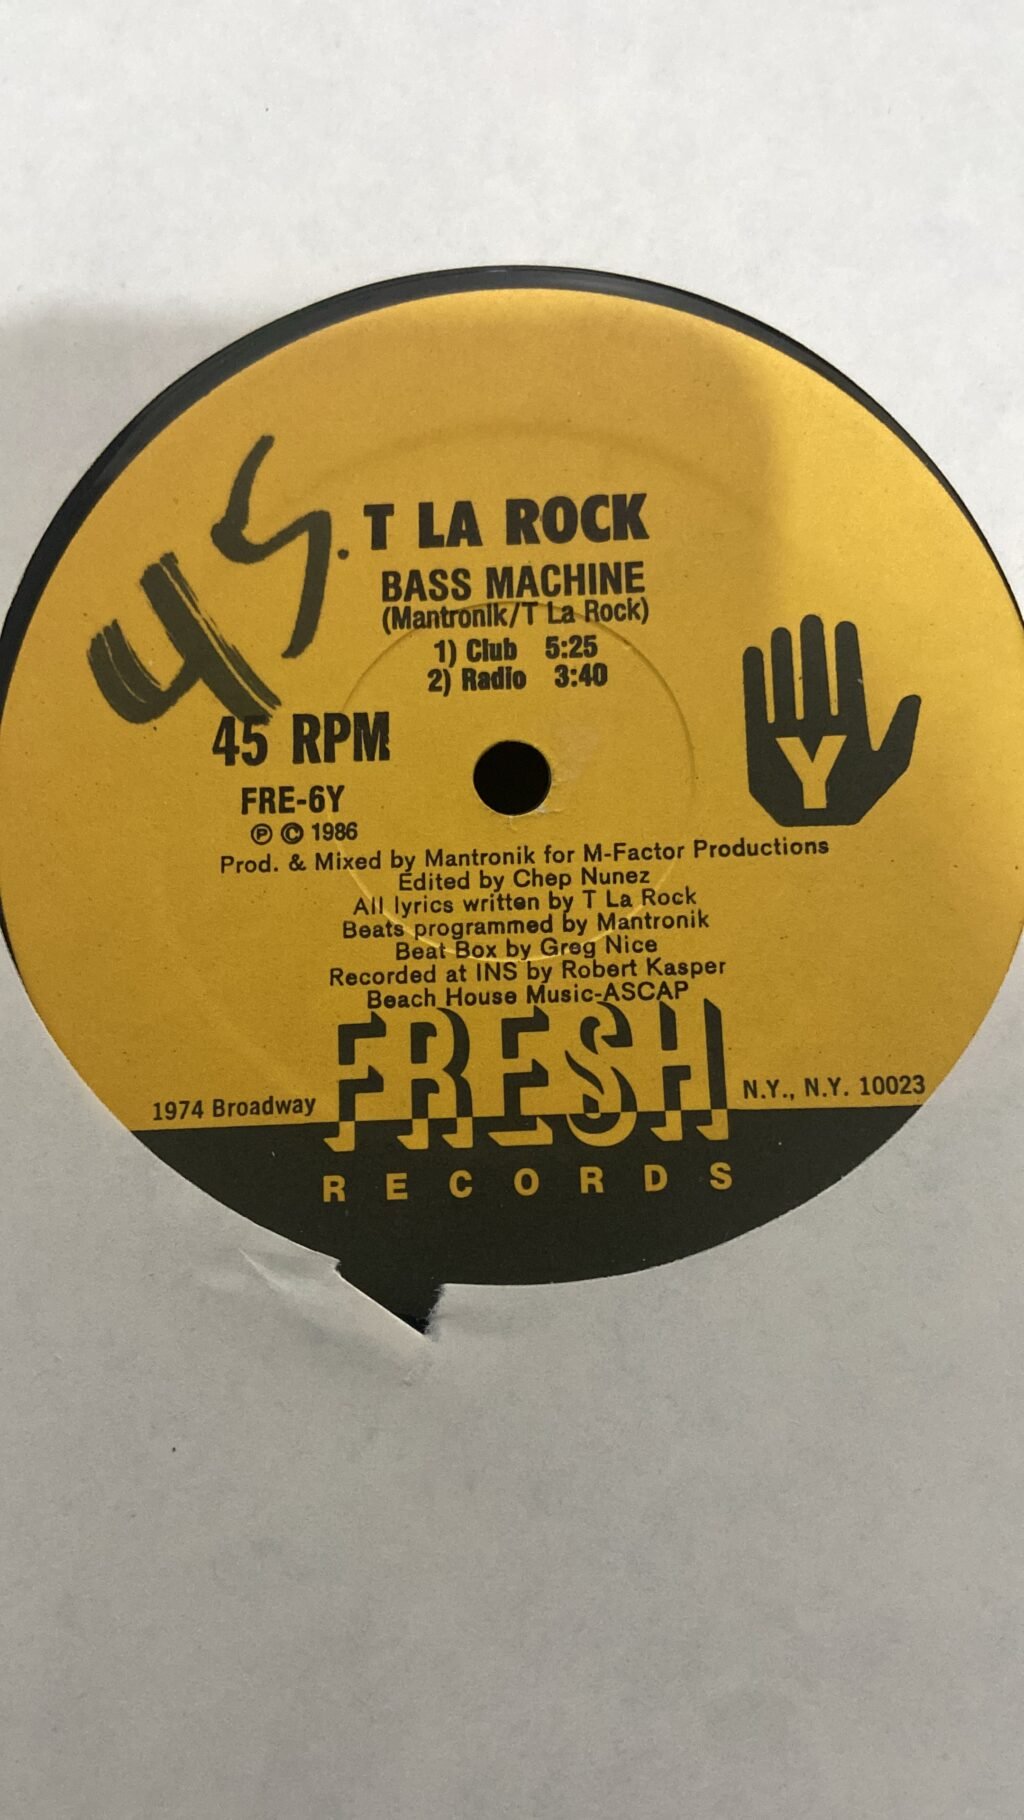 45.
T LA ROCK
BASS MACHINE
(Mantronik/T La Rock)
1) Club 5:25
2) Radio 3:40
45 RPM
FRE-6Y
℗ © 1986
Y
Prod. & Mixed by Mantronik for M-Factor Productions
Edited by Chep Nunez
All lyrics written by T La Rock
Beats programmed by Mantronik
Beat Box by Greg Nice
Recorded at INS by Robert Kasper
Beach House Music-ASCAP
1974 Broadway
FRESH
N.Y., N.Y. 10023
RECORDS